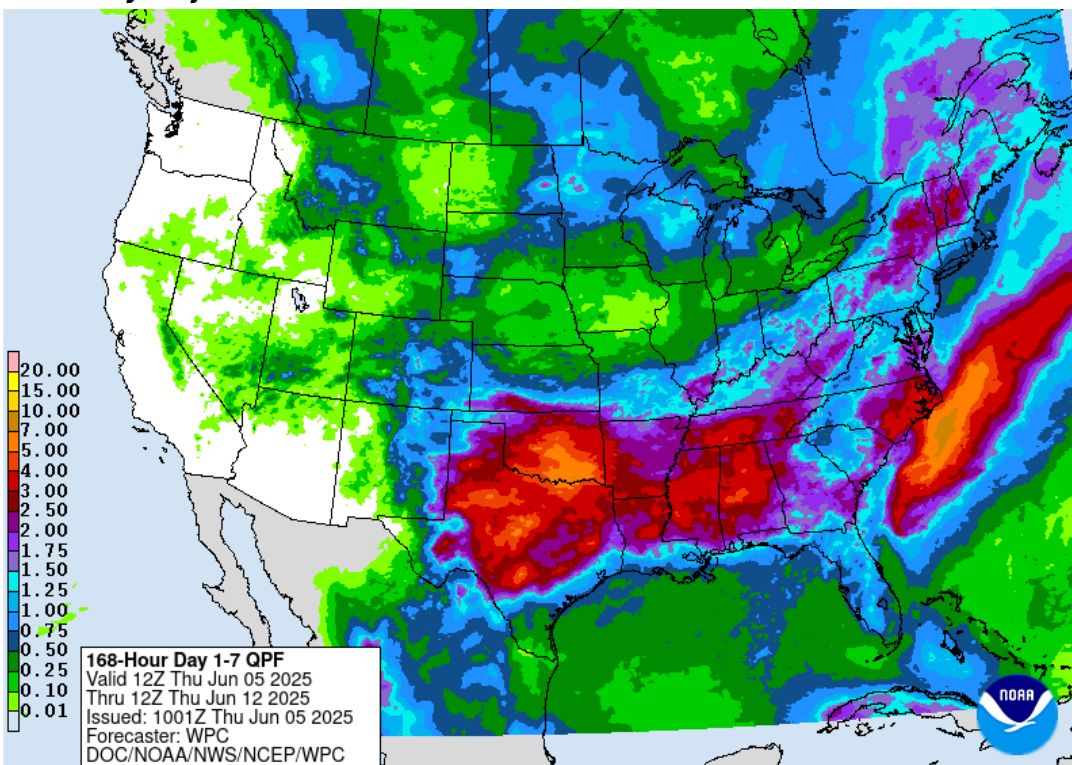 20.00
15.00
10.00
7.00
5.00
4.00
3.00
2.50
2.00
1.75
1.50
1.25
1.00
0.75
0.50
0.25
0.10
0.01
168-Hour Day 1-7 QPF
Valid 12Z Thu Jun 05 2025
Thru 12Z Thu Jun 12 2025
Issued: 1001Z Thu Jun 05 2025
Forecaster: WPC
DOC/NOAA/NWS/NCEP/WPC
NOAA